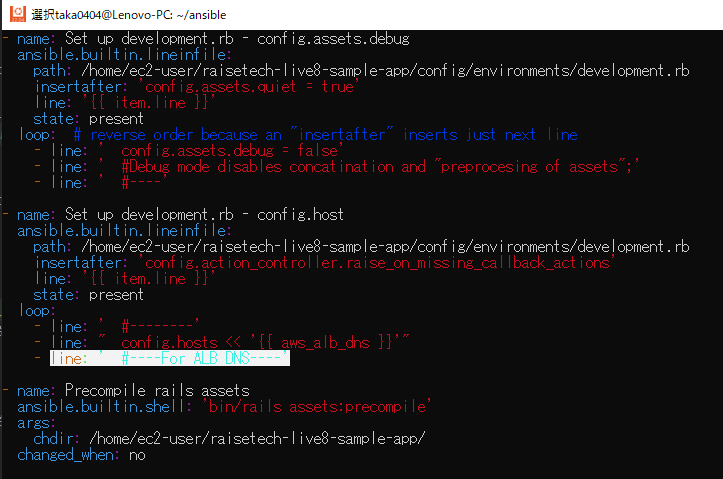 選択taka0404@Lenovo-PC: ~/ansible
- name: Set up development.rb - config.assets.debug
  ansible.builtin.lineinfile:
    path: /home/ec2-user/raisetech-live8-sample-app/config/environments/development.rb
    insertafter: 'config.assets.quiet = true'
    line: '{{ item.line }}'
    state: present
  loop:  # reverse order because an "insertafter" inserts just next line
    - line: '  config.assets.debug = false'
    - line: '  #Debug mode disables concatination and "preprocesing of assets";'
    - line: '  #----'

- name: Set up development.rb - config.host
  ansible.builtin.lineinfile:
    path: /home/ec2-user/raisetech-live8-sample-app/config/environments/development.rb
    insertafter: 'config.action_controller.raise_on_missing_callback_actions'
    line: '{{ item.line }}'
    state: present
  loop:
    - line: '  #--------'
    - line: "  config.hosts << '{{ aws_alb_dns }}'"
    - line: '  #----For ALB DNS----'

- name: Precompile rails assets
  ansible.builtin.shell: 'bin/rails assets:precompile'
  args:
    chdir: /home/ec2-user/raisetech-live8-sample-app/
  changed_when: no